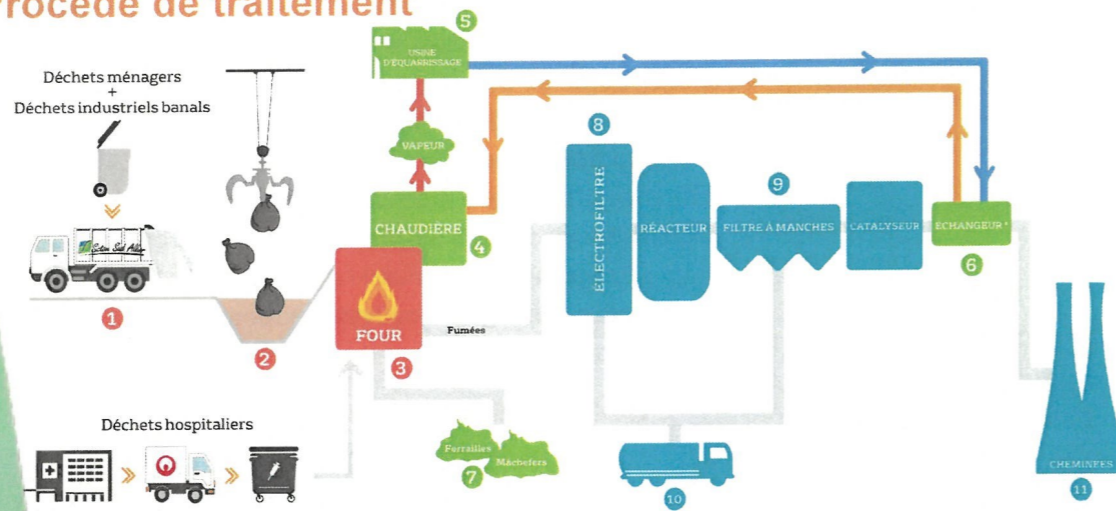 Procédé de traitement
Déchets ménagers
+
Déchets industriels banals
5
USINE
D'ÉQUARRISSAGE
VAPEUR
CHAUDIÈRE
4
8
ÉLECTROFILTRE
RÉACTEUR
9
FILTRE À MANCHES
CATALYSEUR
ÉCHANGEUR *
6
1
2
FOUR
3
Fumées
Déchets hospitaliers
Ferrailles
Mâchefers
7
10
CHEMINÉES
11